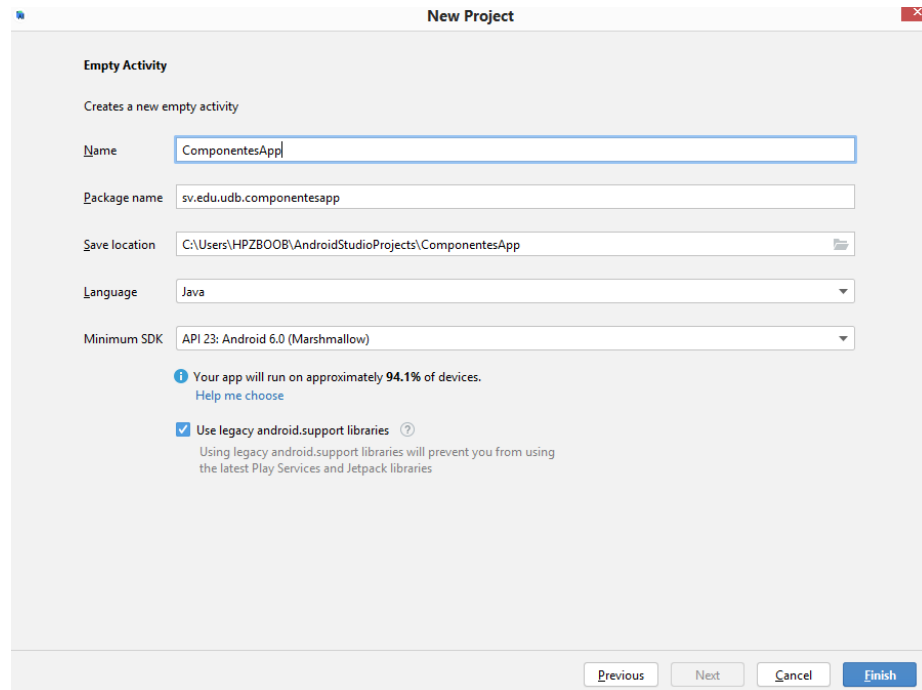 New Project
Empty Activity
Creates a new empty activity
Name ComponentesApp
Package name sv.edu.udb.componentesapp
Save location C:\Users\HPZBOOB\AndroidStudioProjects\ComponentesApp
Language Java
Minimum SDK API 23: Android 6.0 (Marshmallow)
Your app will run on approximately 94.1% of devices.
Help me choose
Use legacy android.support libraries ?
Using legacy android.support libraries will prevent you from using
the latest Play Services and Jetpack libraries
Previous Next Cancel Finish